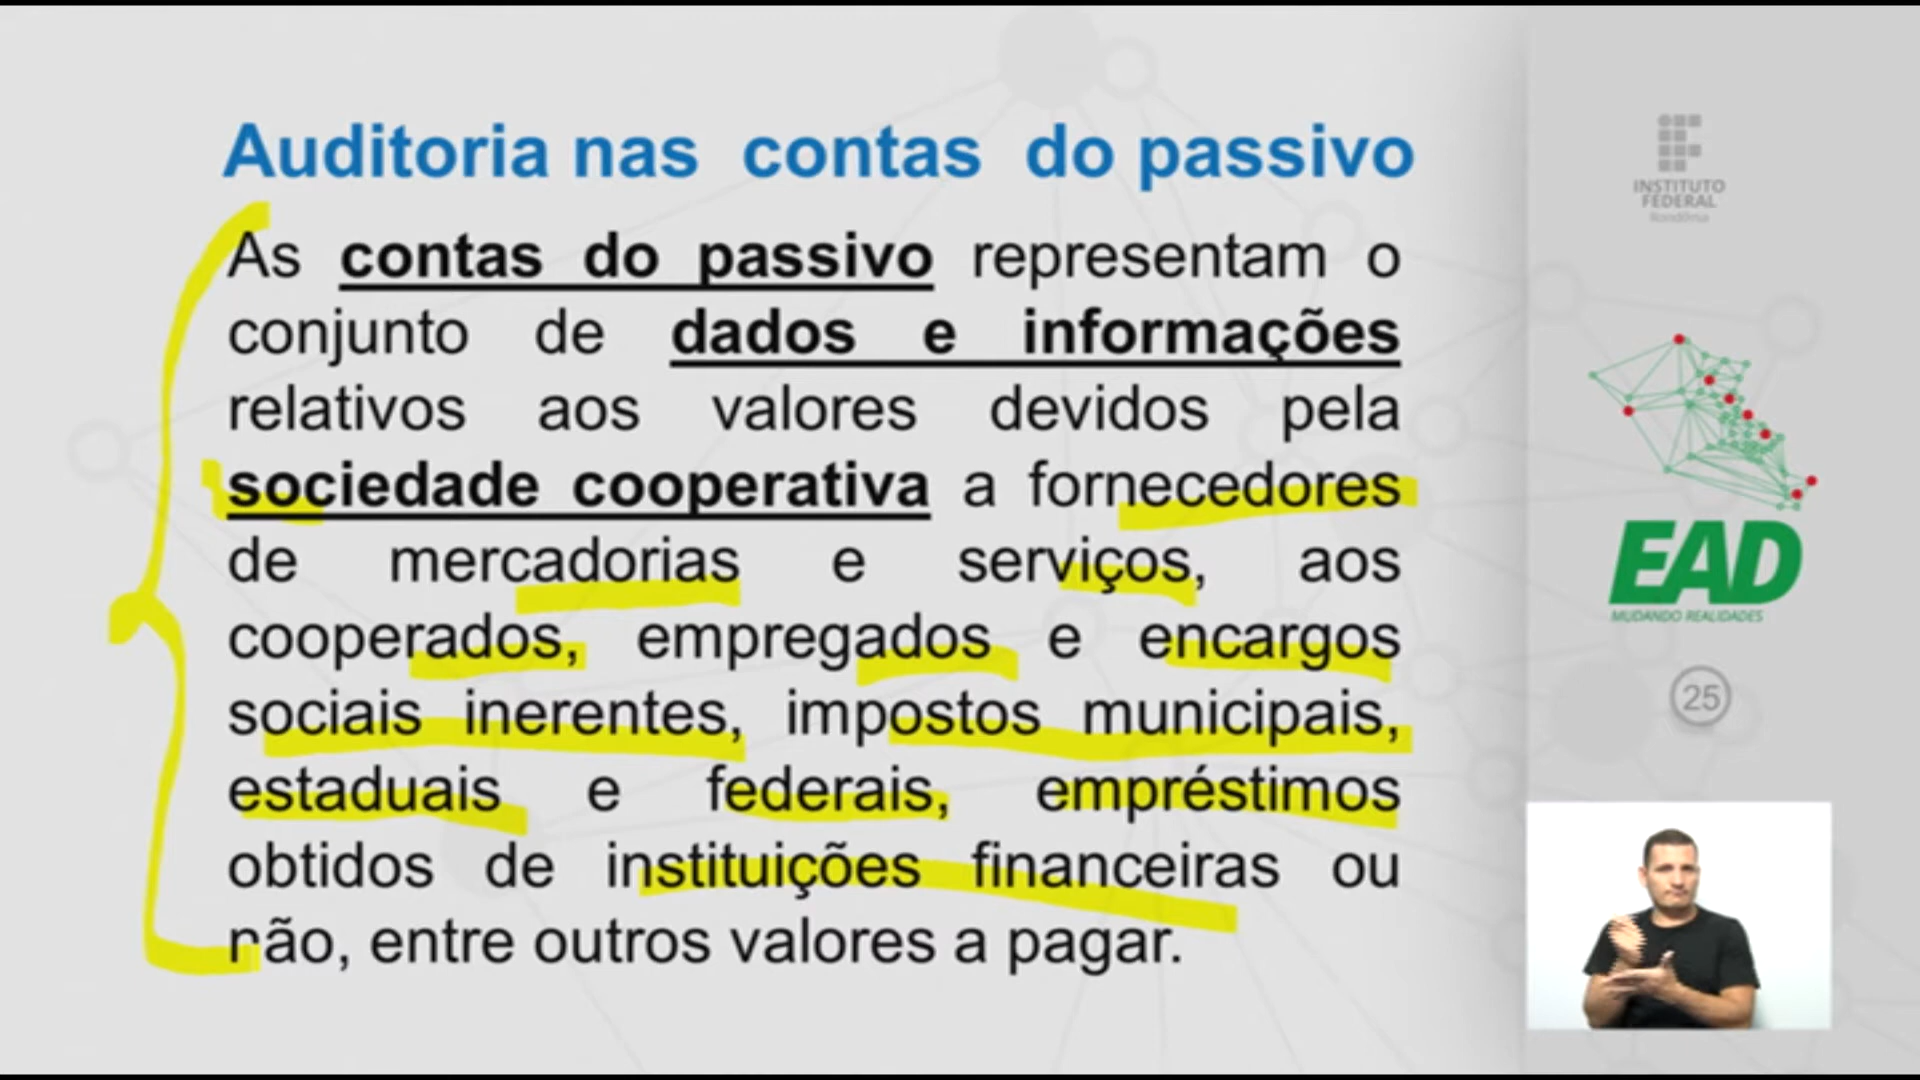 Auditoria nas contas do passivo
As contas do passivo representam o
conjunto de dados e informações
relativos aos valores devidos pela
sociedade cooperativa a fornecedores
de mercadorias e serviços, aos
cooperados, empregados e encargos
sociais inerentes, impostos municipais,
estaduais e federais, empréstimos
obtidos de instituições financeiras ou
não, entre outros valores a pagar.
INSTITUTO
FEDERAL
Rondônia
EAD
MUDANDO REALIDADES
25